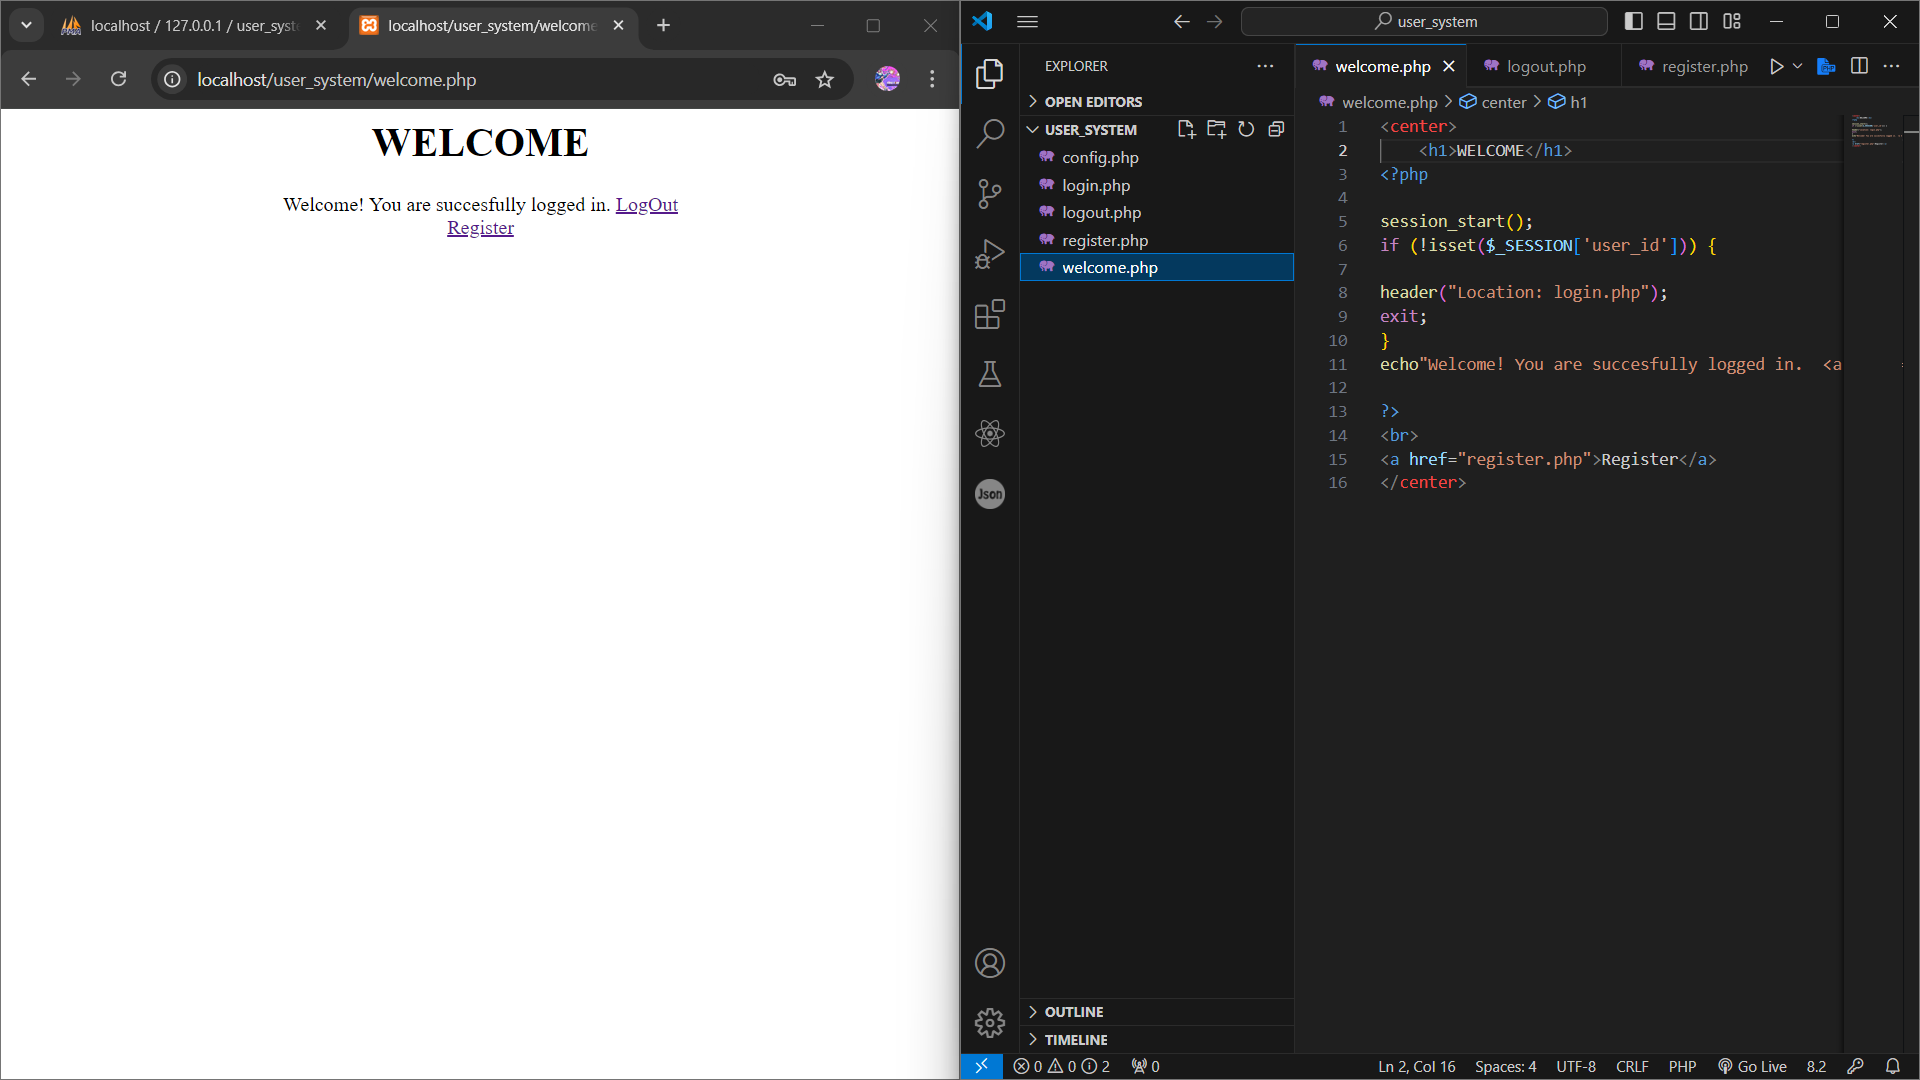 localhost / 127.0.0.1 / user_syst
localhost/user_system/welcome
localhost/user_system/welcome.php
WELCOME
Welcome! You are succesfully logged in. LogOut
Register
user_system
EXPLORER
OPEN EDITORS
USER_SYSTEM
config.php
login.php
logout.php
register.php
welcome.php
Json
OUTLINE
TIMELINE
welcome.php
logout.php
register.php
welcome.php > center > h1
1 <center>
2 <h1>WELCOME</h1>
3 <?php
4
5 session_start();
6 if (!isset($_SESSION['user_id'])) {
7
8 header("Location: login.php");
9 exit;
10 }
11 echo"Welcome! You are succesfully logged in.  <a
12
13 ?>
14 <br>
15 <a href="register.php">Register</a>
16 </center>
0 0 2 0
Ln 2, Col 16
Spaces: 4
UTF-8
CRLF
PHP
Go Live
8.2